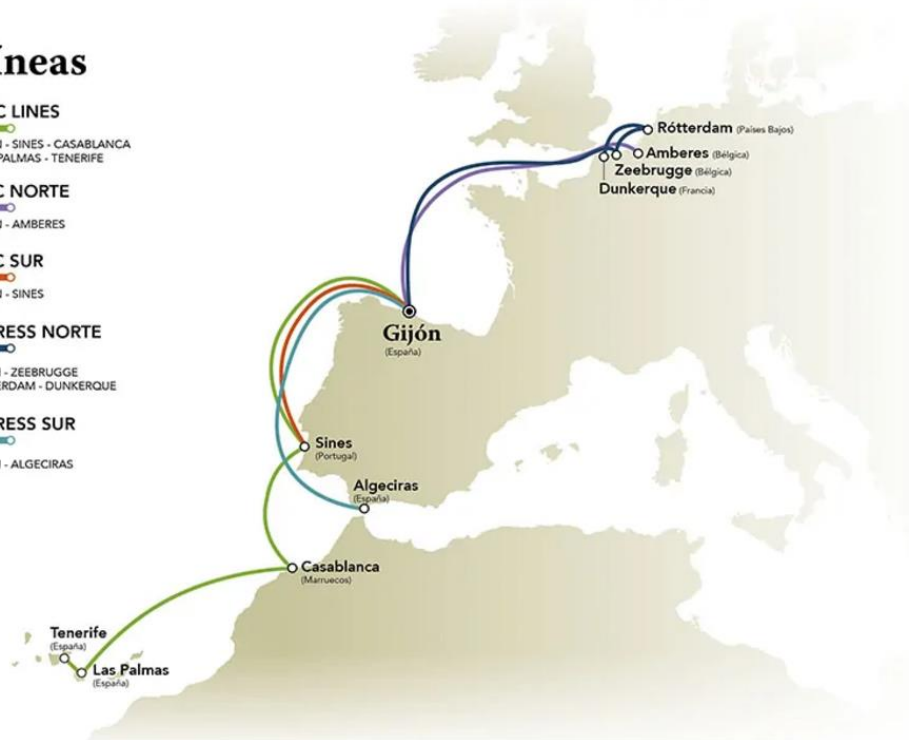 íneas
C LINES
- SINES - CASABLANCA
PALMAS - TENERIFE
C NORTE
- AMBERES
C SUR
- SINES
RESS NORTE
- ZEEBRUGGE
ERDAM - DUNKERQUE
RESS SUR
- ALGECIRAS
Rótterdam (Países Bajos)
Amberes (Bélgica)
Zeebrugge (Bélgica)
Dunkerque (Francia)
Gijón
(España)
Sines
(Portugal)
Algeciras
(España)
Casablanca
(Marruecos)
Tenerife
(España)
Las Palmas
(España)